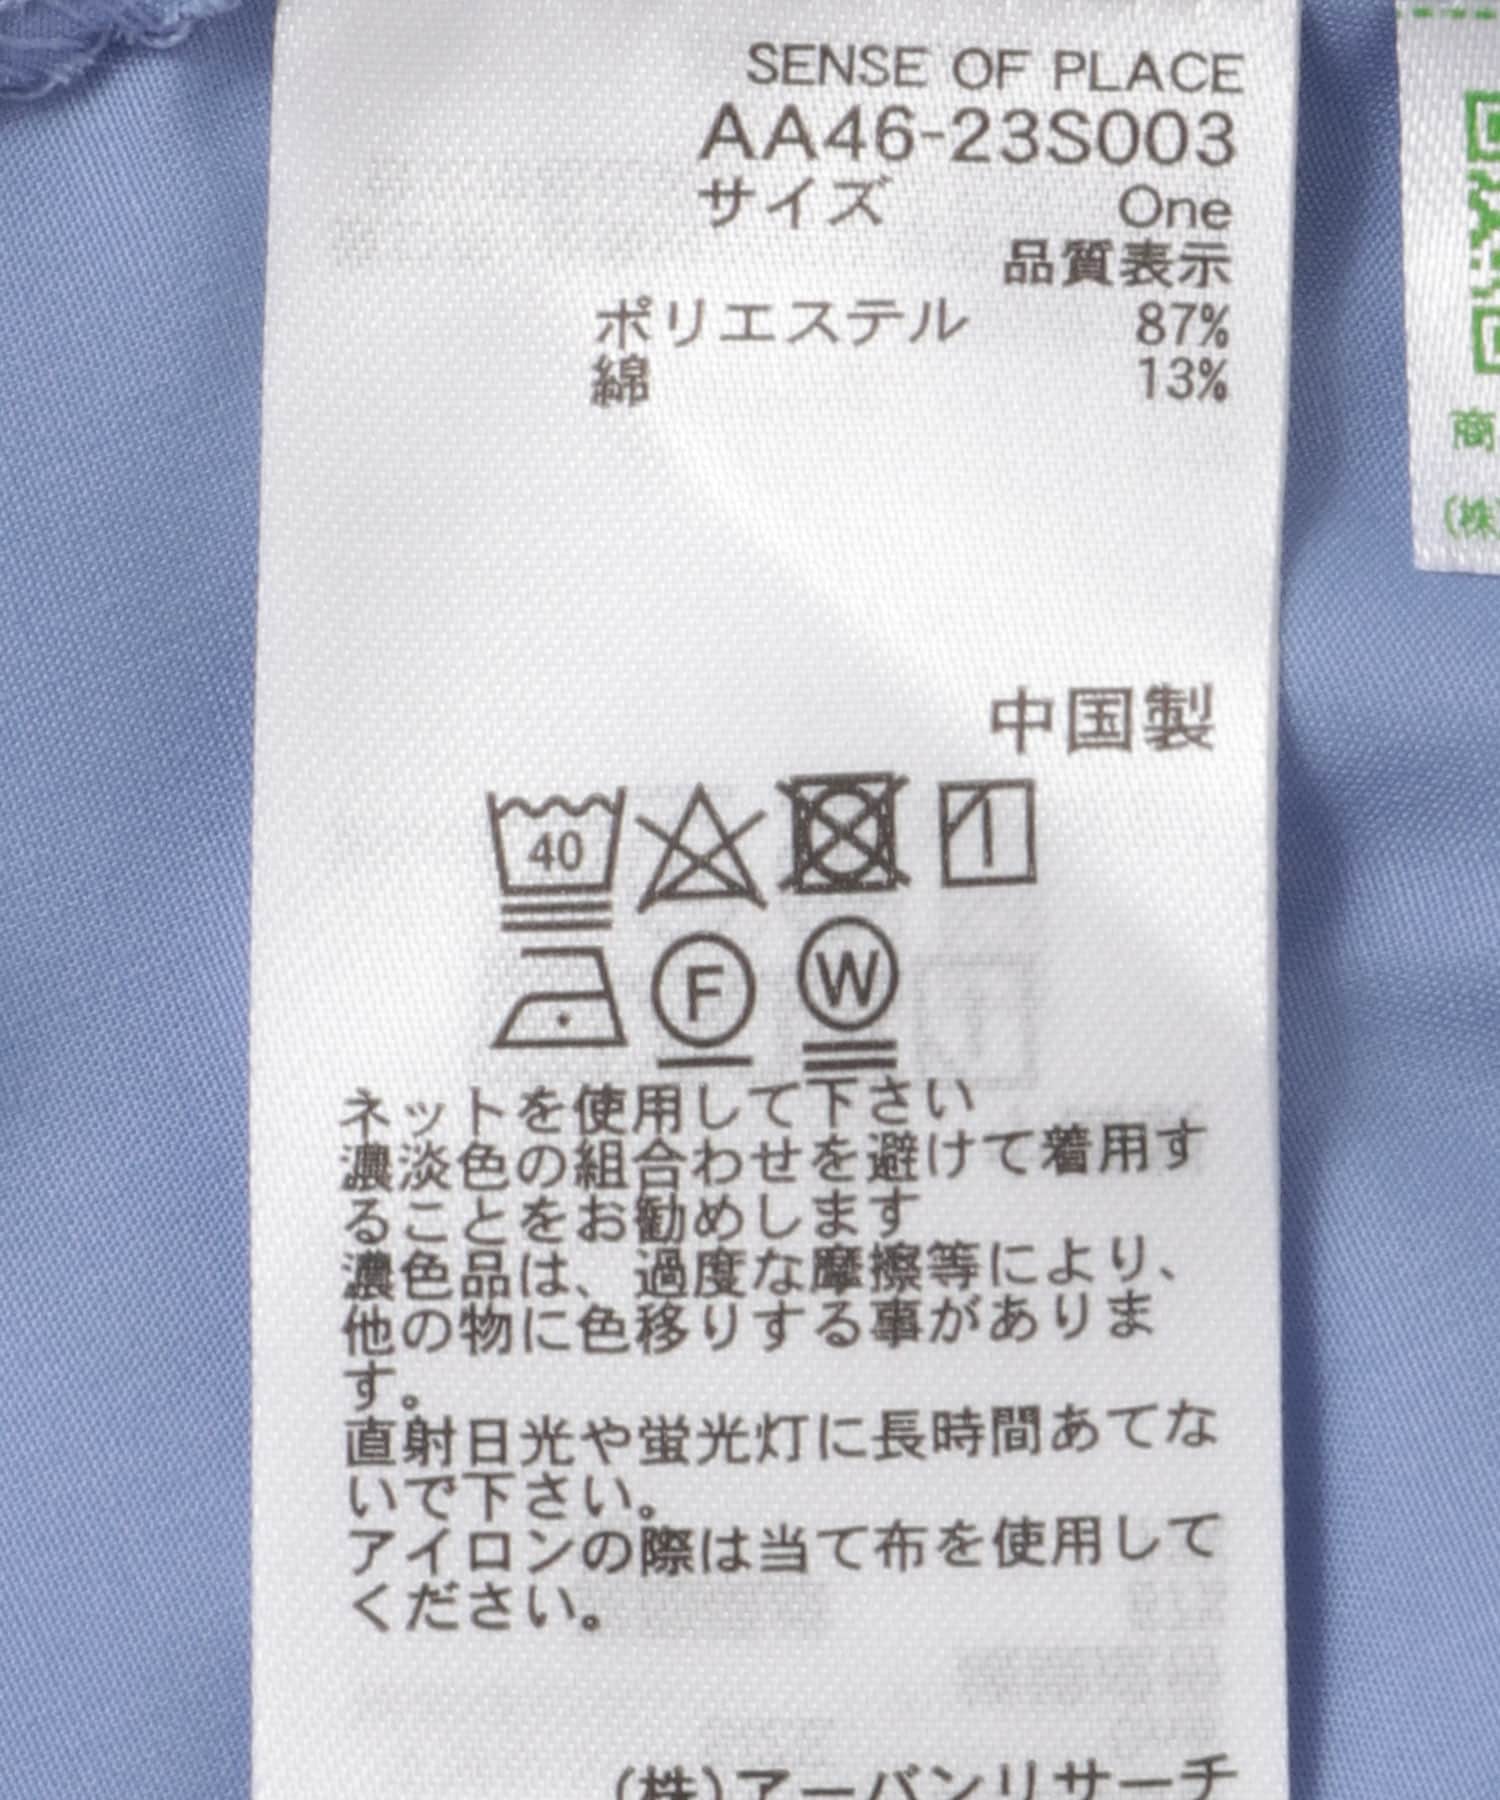 SENSE OF PLACE
AA46-23S003
サイズ One
品質表示
ポリエステル 87%
綿 13%
中国製
40
F
W
ネットを使用して下さい
濃淡色の組合わせを避けて着用す
ることをお勧めします
濃色品は、過度な摩擦等により、
他の物に色移りする事がありま
す。
直射日光や蛍光灯に長時間あてな
いで下さい。
アイロンの際は当て布を使用して
ください。
(株)アーバンリサーチ
商
(株)